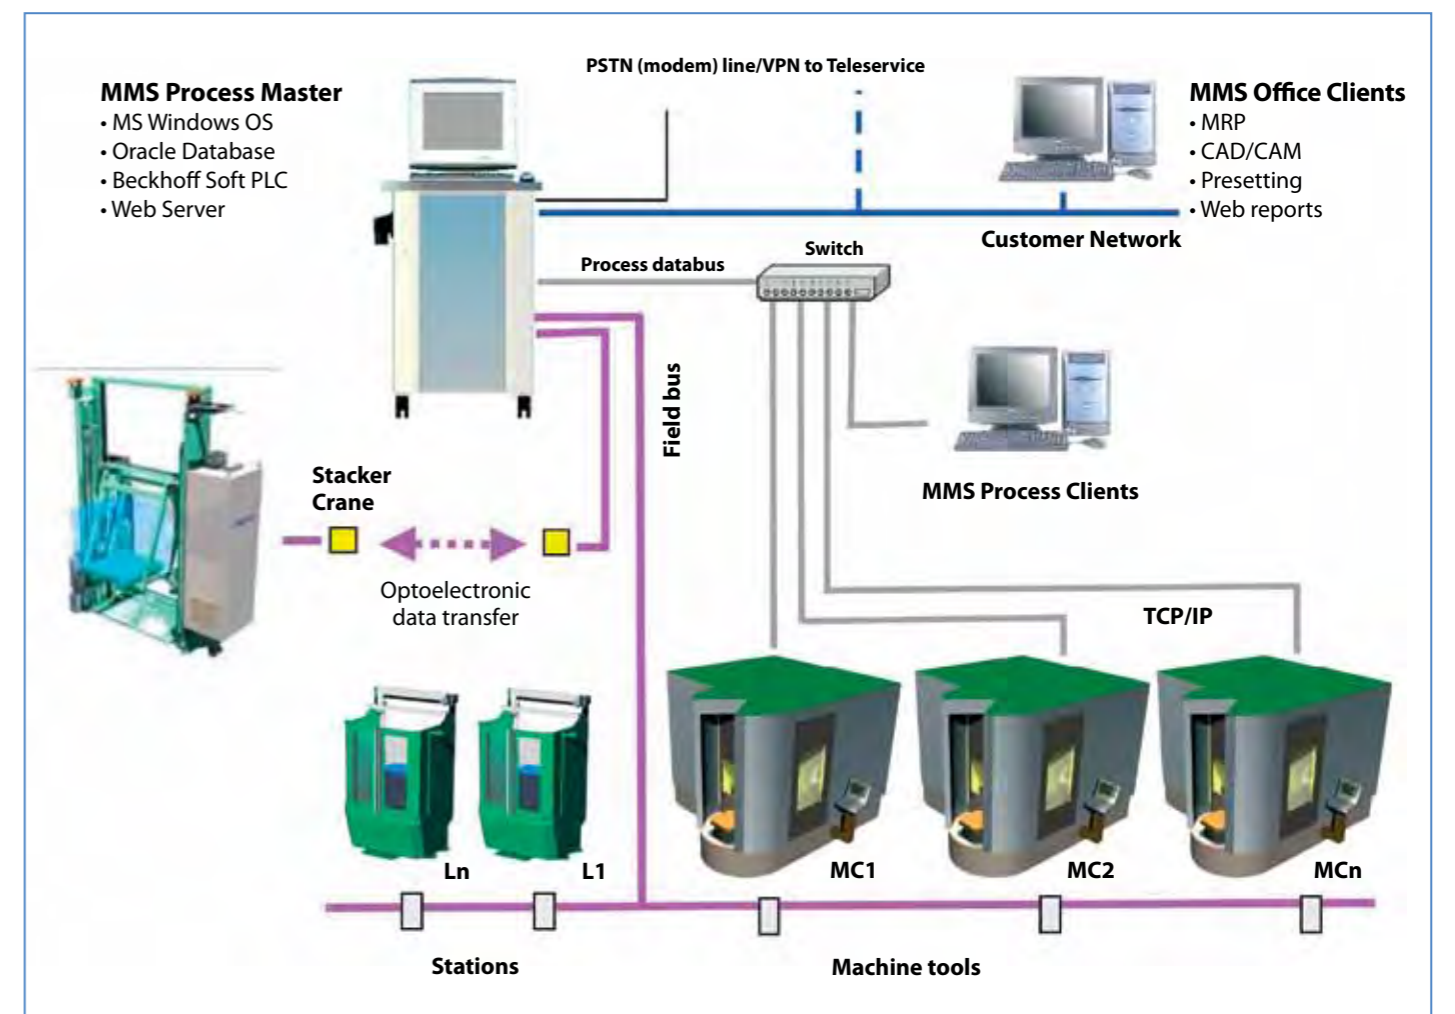 PSTN (modem) line/VPN to Teleservice
MMS Process Master
• MS Windows OS
• Oracle Database
• Beckhoff Soft PLC
• Web Server
MMS Office Clients
• MRP
• CAD/CAM
• Presetting
• Web reports
Customer Network
Switch
Process databus
Field bus
MMS Process Clients
Stacker
Crane
Optoelectronic
data transfer
TCP/IP
Ln
L1
MC1
MC2
MCn
Stations
Machine tools